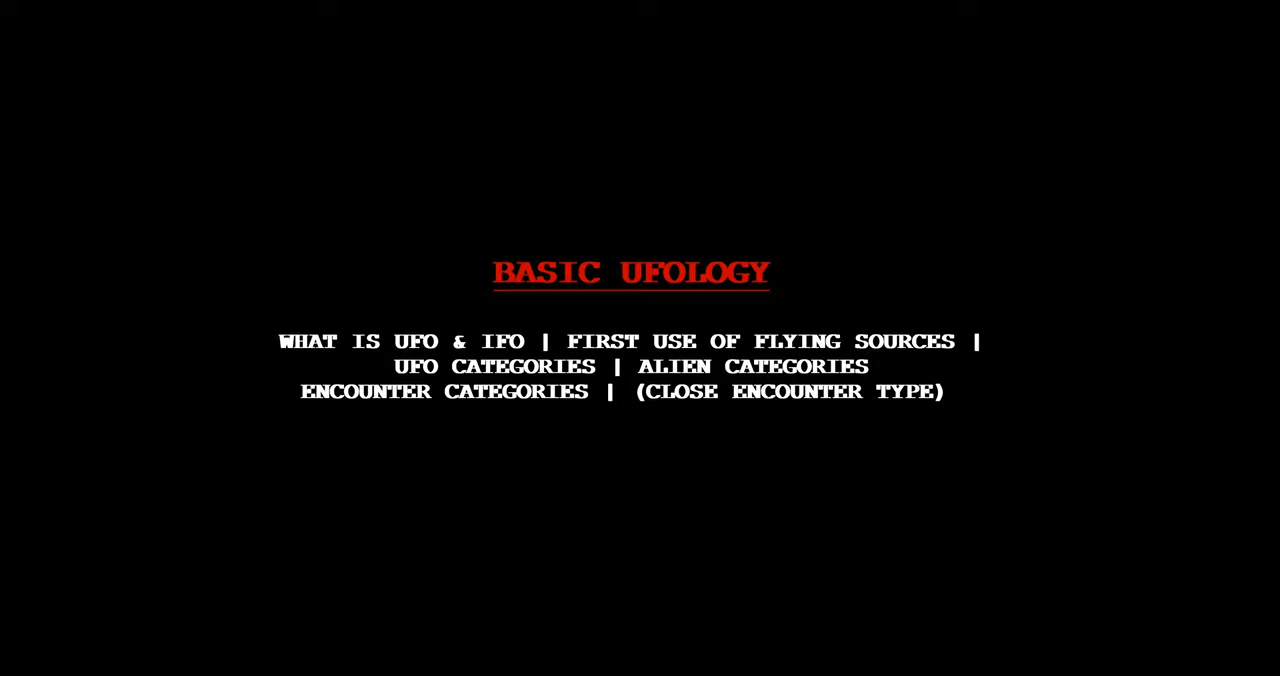 BASIC UFOLOGY
WHAT IS UFO & IFO | FIRST USE OF FLYING SOURCES |
UFO CATEGORIES | ALIEN CATEGORIES
ENCOUNTER CATEGORIES | (CLOSE ENCOUNTER TYPE)